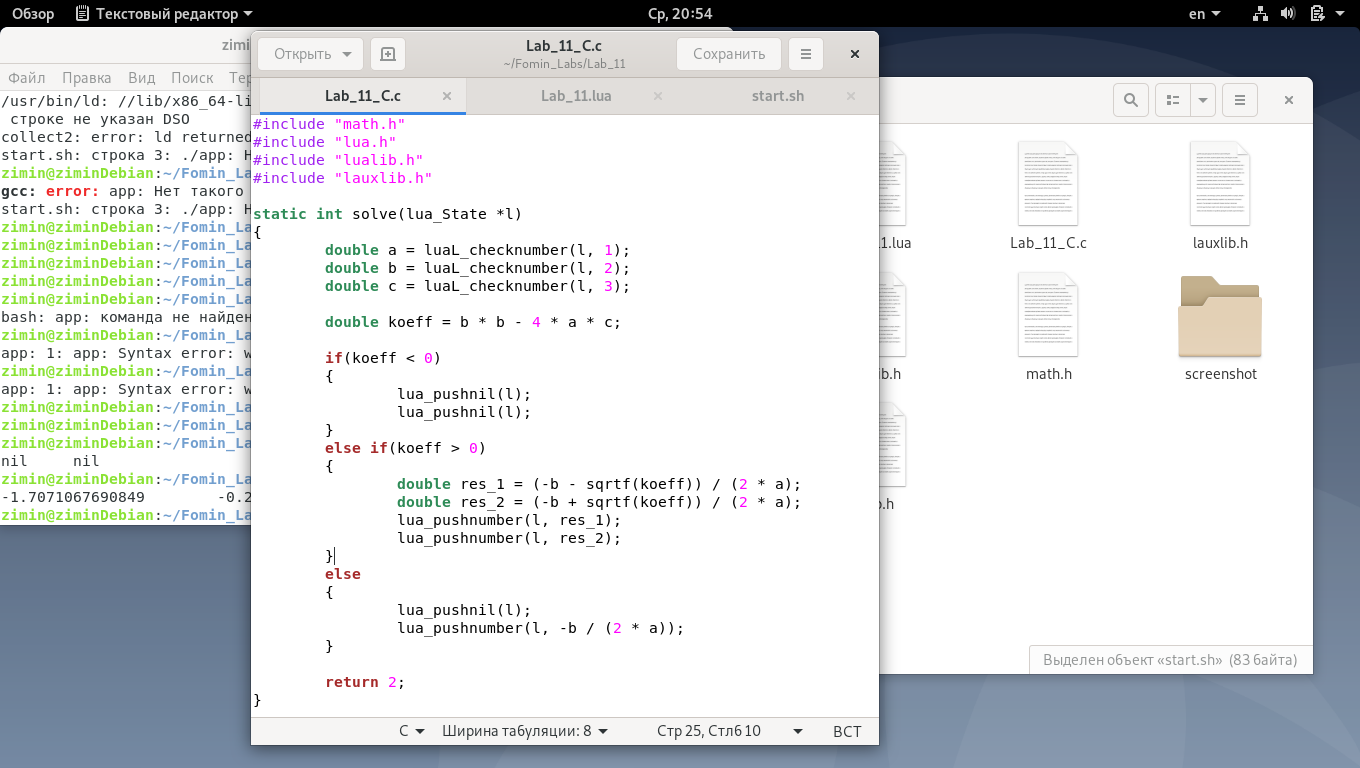 Обзор Текстовый редактор Ср, 20:54 en
Файл Правка Вид Поиск
/usr/bin/ld: //lib/x86_64-li
строке не указан DSO
collect2: error: ld returned
start.sh: строка 3: ./app: Н
zimin@ziminDebian:~/Fomin_La
gcc: error: app: Нет такого
start.sh: строка 3: ./app: Н
zimin@ziminDebian:~/Fomin_La
zimin@ziminDebian:~/Fomin_La
zimin@ziminDebian:~/Fomin_La
zimin@ziminDebian:~/Fomin_La
zimin@ziminDebian:~/Fomin_La
bash: app: команда не найден
zimin@ziminDebian:~/Fomin_La
app: 1: app: Syntax error: w
zimin@ziminDebian:~/Fomin_La
app: 1: app: Syntax error: w
zimin@ziminDebian:~/Fomin_La
zimin@ziminDebian:~/Fomin_La
zimin@ziminDebian:~/Fomin_La
nil nil
zimin@ziminDebian:~/Fomin_La
-1.7071067690849 -0.2
zimin@ziminDebian:~/Fomin_La
Открыть Lab_11_C.c Сохранить
~/Fomin_Labs/Lab_11
Lab_11_C.c Lab_11.lua start.sh
#include "math.h"
#include "lua.h"
#include "lualib.h"
#include "lauxlib.h"
static int solve(lua_State *l)
{
double a = luaL_checknumber(l, 1);
double b = luaL_checknumber(l, 2);
double c = luaL_checknumber(l, 3);
double koeff = b * b - 4 * a * c;
if(koeff < 0)
{
lua_pushnil(l);
lua_pushnil(l);
}
else if(koeff > 0)
{
double res_1 = (-b - sqrtf(koeff)) / (2 * a);
double res_2 = (-b + sqrtf(koeff)) / (2 * a);
lua_pushnumber(l, res_1);
lua_pushnumber(l, res_2);
}
else
{
lua_pushnil(l);
lua_pushnumber(l, -b / (2 * a));
}
return 2;
}
C Ширина табуляции: 8 Стр 25, Стлб 10 ВСТ
1.lua Lab_11_C.c lauxlib.h
ib.h math.h screenshot
.h
Выделен объект «start.sh» (83 байта)